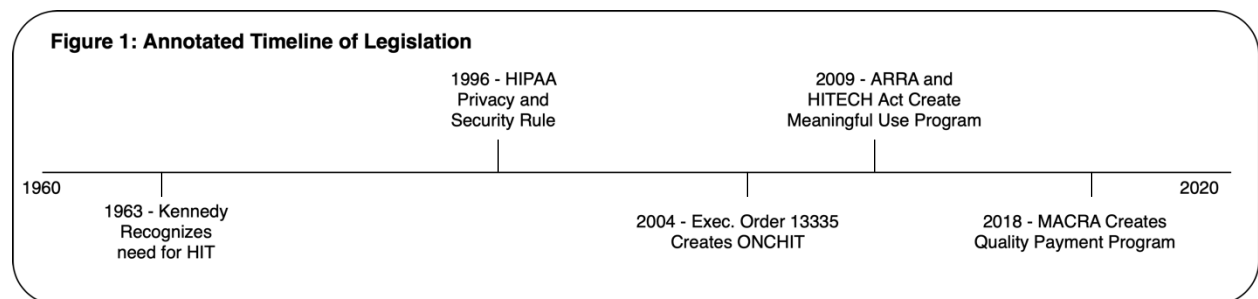 Figure 1: Annotated Timeline of Legislation
1996 - HIPAA
Privacy and
Security Rule
2009 - ARRA and
HITECH Act Create
Meaningful Use Program
1960
2020
1963 - Kennedy
Recognizes
need for HIT
2004 - Exec. Order 13335
Creates ONCHIT
2018 - MACRA Creates
Quality Payment Program